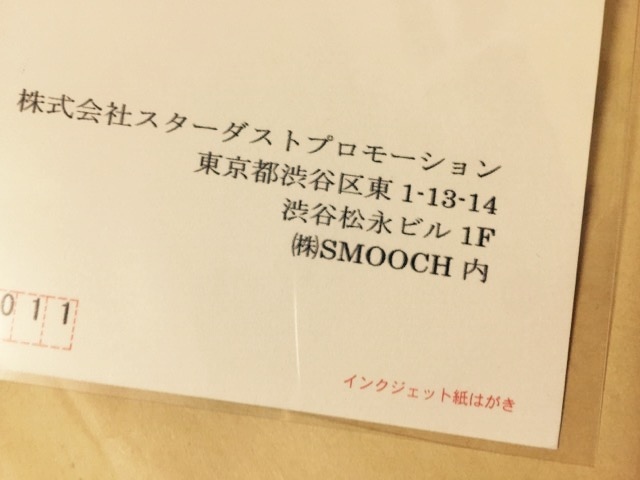 株式会社スターダストプロモーション
東京都渋谷区東 1-13-14
渋谷松永ビル 1F
㈱SMOOCH 内
011
インクジェット紙はがき